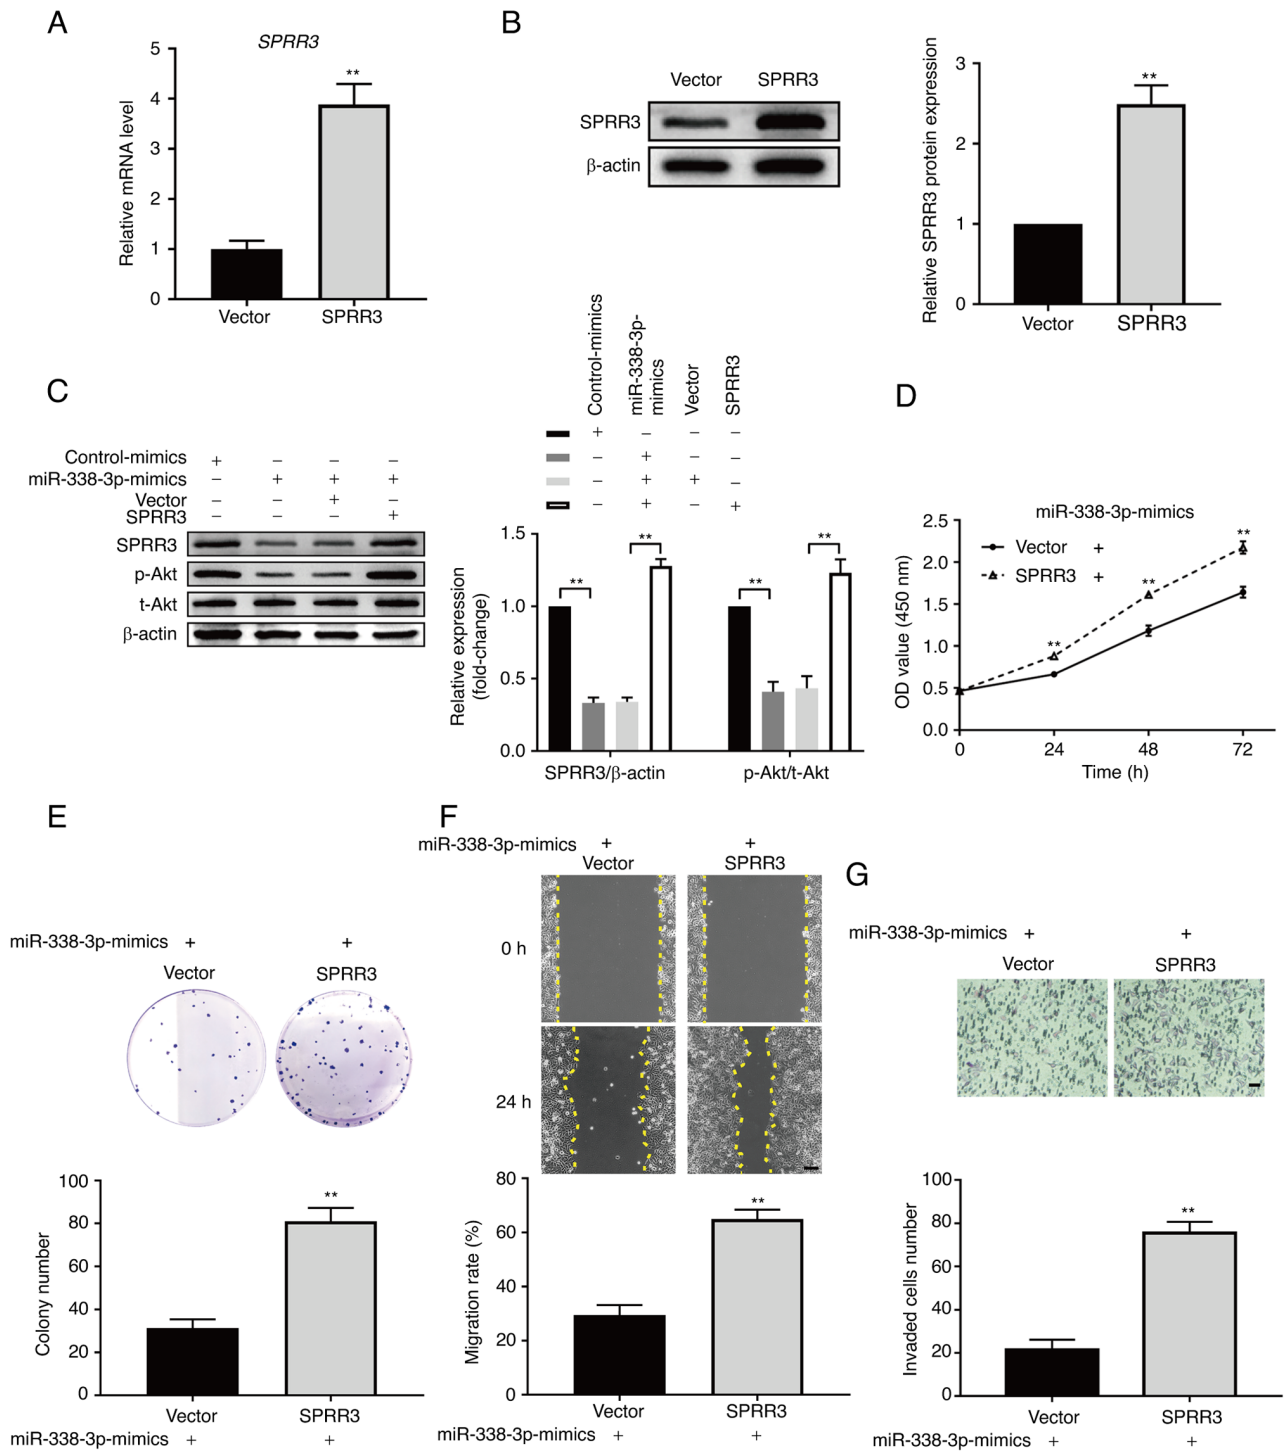 A
SPRR3
**
Relative mRNA level
5
4
3
2
1
0
Vector
SPRR3
B
Vector
SPRR3
SPRR3
β-actin
Relative SPRR3 protein expression
3
2
1
0
**
Vector
SPRR3
C
Control-mimics + – – –
miR-338-3p-mimics – + + +
Vector – – + –
SPRR3 – – – +
SPRR3
p-Akt
t-Akt
β-actin
Control-mimics
miR-338-3p-
mimics
Vector
SPRR3
+ – – –
– + – –
– + + –
– + – +
Relative expression
(fold-change)
1.5
1.0
0.5
0.0
** **
** **
SPRR3/β-actin
p-Akt/t-Akt
D
miR-338-3p-mimics
Vector +
SPRR3 +
OD value (450 nm)
2.5
2.0
1.5
1.0
0.5
0.0
**
**
**
0 24 48 72
Time (h)
E
miR-338-3p-mimics + +
Vector SPRR3
Colony number
100
80
60
40
20
0
**
Vector SPRR3
miR-338-3p-mimics + +
F
miR-338-3p-mimics + +
Vector SPRR3
0 h
24 h
Migration rate (%)
80
60
40
20
0
**
Vector SPRR3
miR-338-3p-mimics + +
G
miR-338-3p-mimics + +
Vector SPRR3
Invaded cells number
100
80
60
40
20
0
**
Vector SPRR3
miR-338-3p-mimics + +